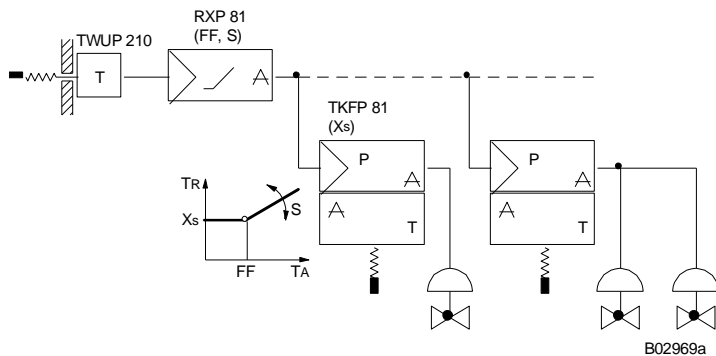 RXP 81
(FF, S)
TWUP 210
T
A
TKFP 81
(Xs)
P
A
A
T
P
A
A
T
TR
Xs
S
FF
TA
B02969a